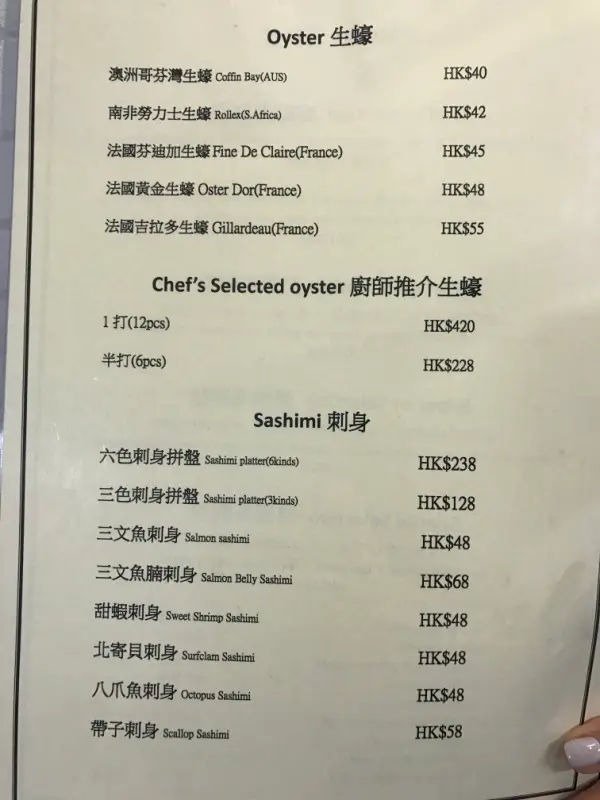 Oyster 生蠔
澳洲哥芬灣生蠔 Coffin Bay(AUS) HK$40
南非勞力士生蠔 Rollex(S.Africa) HK$42
法國芬迪加生蠔 Fine De Claire(France) HK$45
法國黃金生蠔 Oster Dor(France) HK$48
法國吉拉多生蠔 Gillardeau(France) HK$55
Chef's Selected oyster 廚師推介生蠔
1 打(12pcs) HK$420
半打(6pcs) HK$228
Sashimi 刺身
六色刺身拼盤 Sashimi platter(6kinds) HK$238
三色刺身拼盤 Sashimi platter(3kinds) HK$128
三文魚刺身 Salmon sashimi HK$48
三文魚腩刺身 Salmon Belly Sashimi HK$68
甜蝦刺身 Sweet Shrimp Sashimi HK$48
北寄貝刺身 Surfclam Sashimi HK$48
八爪魚刺身 Octopus Sashimi HK$48
帶子刺身 Scallop Sashimi HK$58